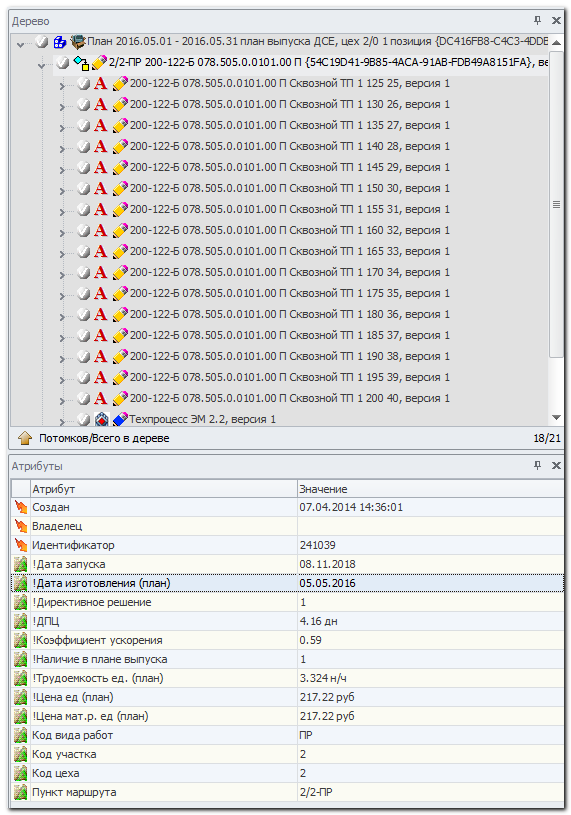 Дерево
План 2016.05.01 - 2016.05.31 план выпуска ДСЕ, цех 2/0 1 позиция {DC416FB8-C4C3-4DDB
2/2-ПР 200-122-Б 078.505.0.0101.00 П {54C19D41-9B85-4ACA-91AB-FDB49A8151FA}, ве
200-122-Б 078.505.0.0101.00 П Сквозной ТП 1 125 25, версия 1
200-122-Б 078.505.0.0101.00 П Сквозной ТП 1 130 26, версия 1
200-122-Б 078.505.0.0101.00 П Сквозной ТП 1 135 27, версия 1
200-122-Б 078.505.0.0101.00 П Сквозной ТП 1 140 28, версия 1
200-122-Б 078.505.0.0101.00 П Сквозной ТП 1 145 29, версия 1
200-122-Б 078.505.0.0101.00 П Сквозной ТП 1 150 30, версия 1
200-122-Б 078.505.0.0101.00 П Сквозной ТП 1 155 31, версия 1
200-122-Б 078.505.0.0101.00 П Сквозной ТП 1 160 32, версия 1
200-122-Б 078.505.0.0101.00 П Сквозной ТП 1 165 33, версия 1
200-122-Б 078.505.0.0101.00 П Сквозной ТП 1 170 34, версия 1
200-122-Б 078.505.0.0101.00 П Сквозной ТП 1 175 35, версия 1
200-122-Б 078.505.0.0101.00 П Сквозной ТП 1 180 36, версия 1
200-122-Б 078.505.0.0101.00 П Сквозной ТП 1 185 37, версия 1
200-122-Б 078.505.0.0101.00 П Сквозной ТП 1 190 38, версия 1
200-122-Б 078.505.0.0101.00 П Сквозной ТП 1 195 39, версия 1
200-122-Б 078.505.0.0101.00 П Сквозной ТП 1 200 40, версия 1
Техпроцесс ЭМ 2.2, версия 1
Потомков/Всего в дереве 18/21
Атрибуты
Атрибут Значение
Создан 07.04.2014 14:36:01
Владелец
Идентификатор 241039
!Дата запуска 08.11.2018
!Дата изготовления (план) 05.05.2016
!Директивное решение 1
!ДПЦ 4.16 дн
!Коэффициент ускорения 0.59
!Наличие в плане выпуска 1
!Трудоемкость ед. (план) 3.324 н/ч
!Цена ед (план) 217.22 руб
!Цена мат.р. ед (план) 217.22 руб
Код вида работ ПР
Код участка 2
Код цеха 2
Пункт маршрута 2/2-ПР